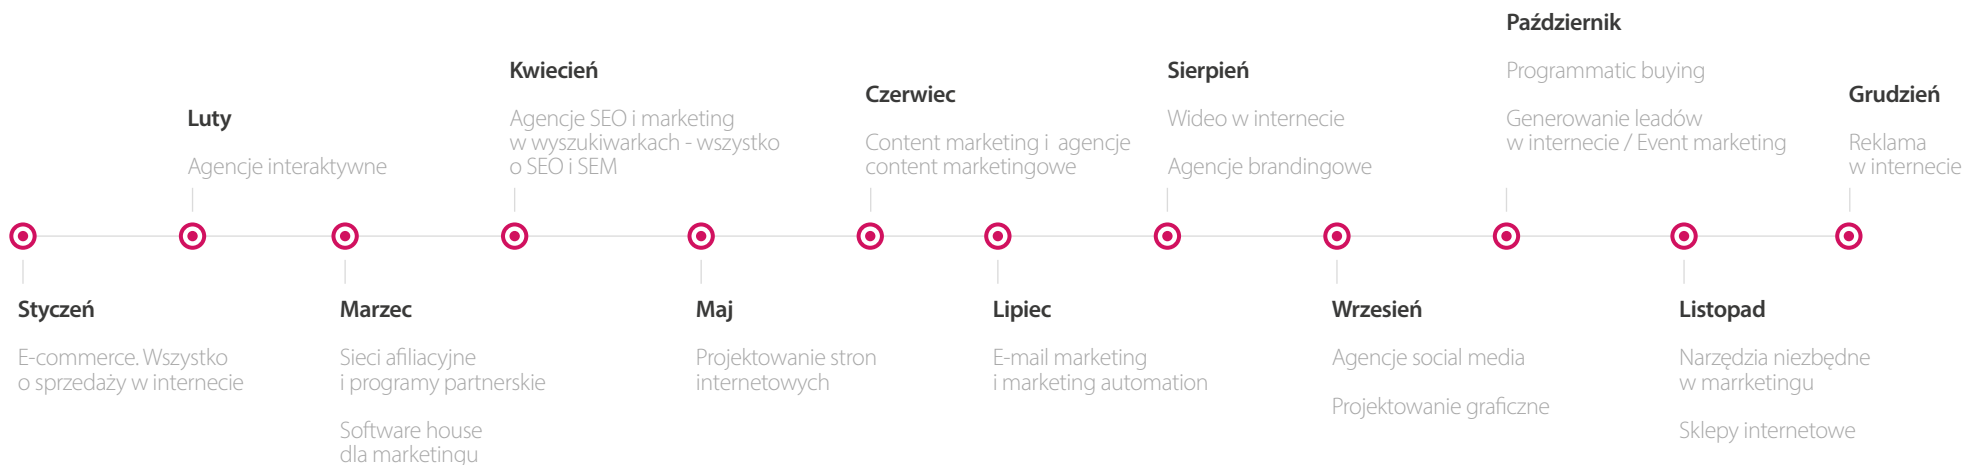 Styczeń
E-commerce. Wszystko
o sprzedaży w internecie
Luty
Agencje interaktywne
Marzec
Sieci afiliacyjne
i programy partnerskie
Software house
dla marketingu
Kwiecień
Agencje SEO i marketing
w wyszukiwarkach - wszystko
o SEO i SEM
Maj
Projektowanie stron
internetowych
Czerwiec
Content marketing i agencje
content marketingowe
Lipiec
E-mail marketing
i marketing automation
Sierpień
Wideo w internecie
Agencje brandingowe
Wrzesień
Agencje social media
Projektowanie graficzne
Październik
Programmatic buying
Generowanie leadów
w internecie / Event marketing
Listopad
Narzędzia niezbędne
w marrketingu
Sklepy internetowe
Grudzień
Reklama
w internecie